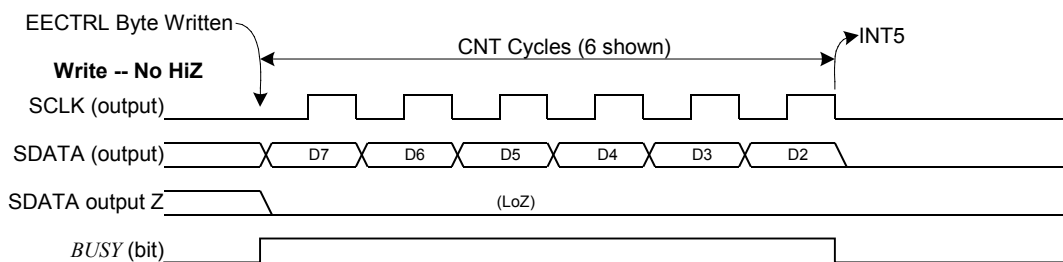 EECTRL Byte Written
CNT Cycles (6 shown)
INT5
Write -- No HiZ
SCLK (output)
SDATA (output)
D7 D6 D5 D4 D3 D2
SDATA output Z
(LoZ)
BUSY (bit)